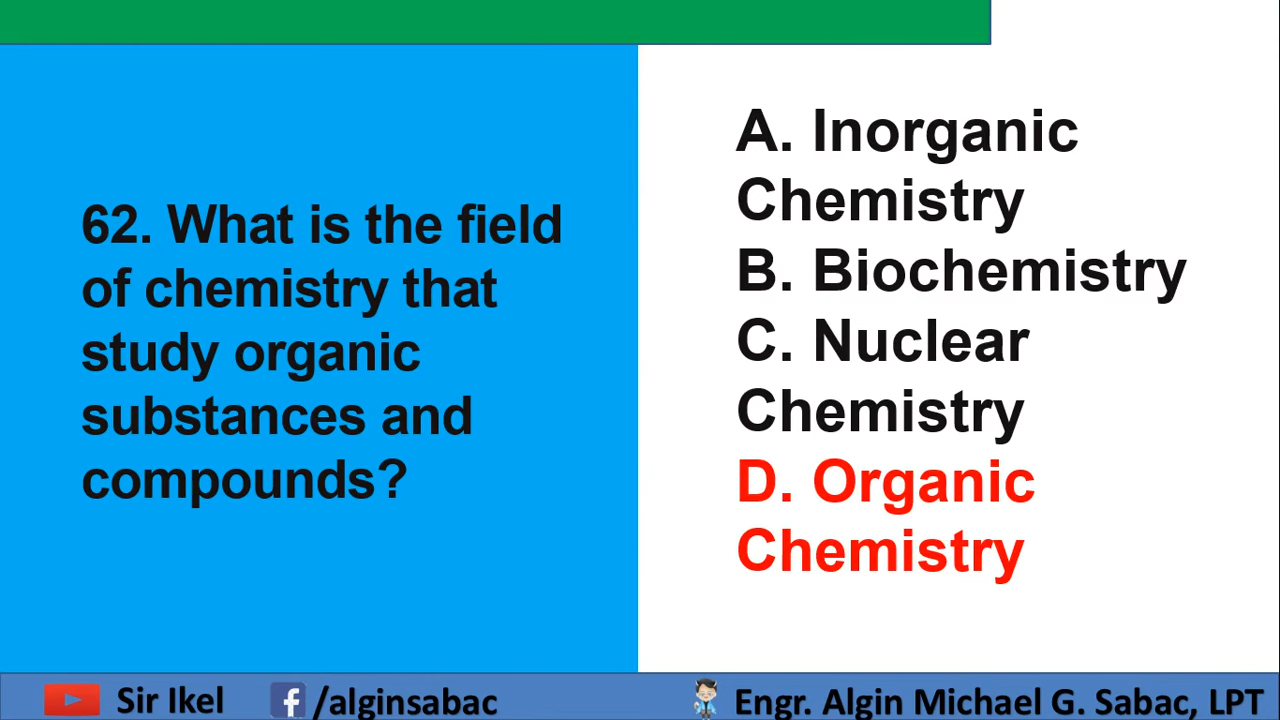 62. What is the field
of chemistry that
study organic
substances and
compounds?
A. Inorganic
Chemistry
B. Biochemistry
C. Nuclear
Chemistry
D. Organic
Chemistry
Sir Ikel
/alginsabac
Engr. Algin Michael G. Sabac, LPT